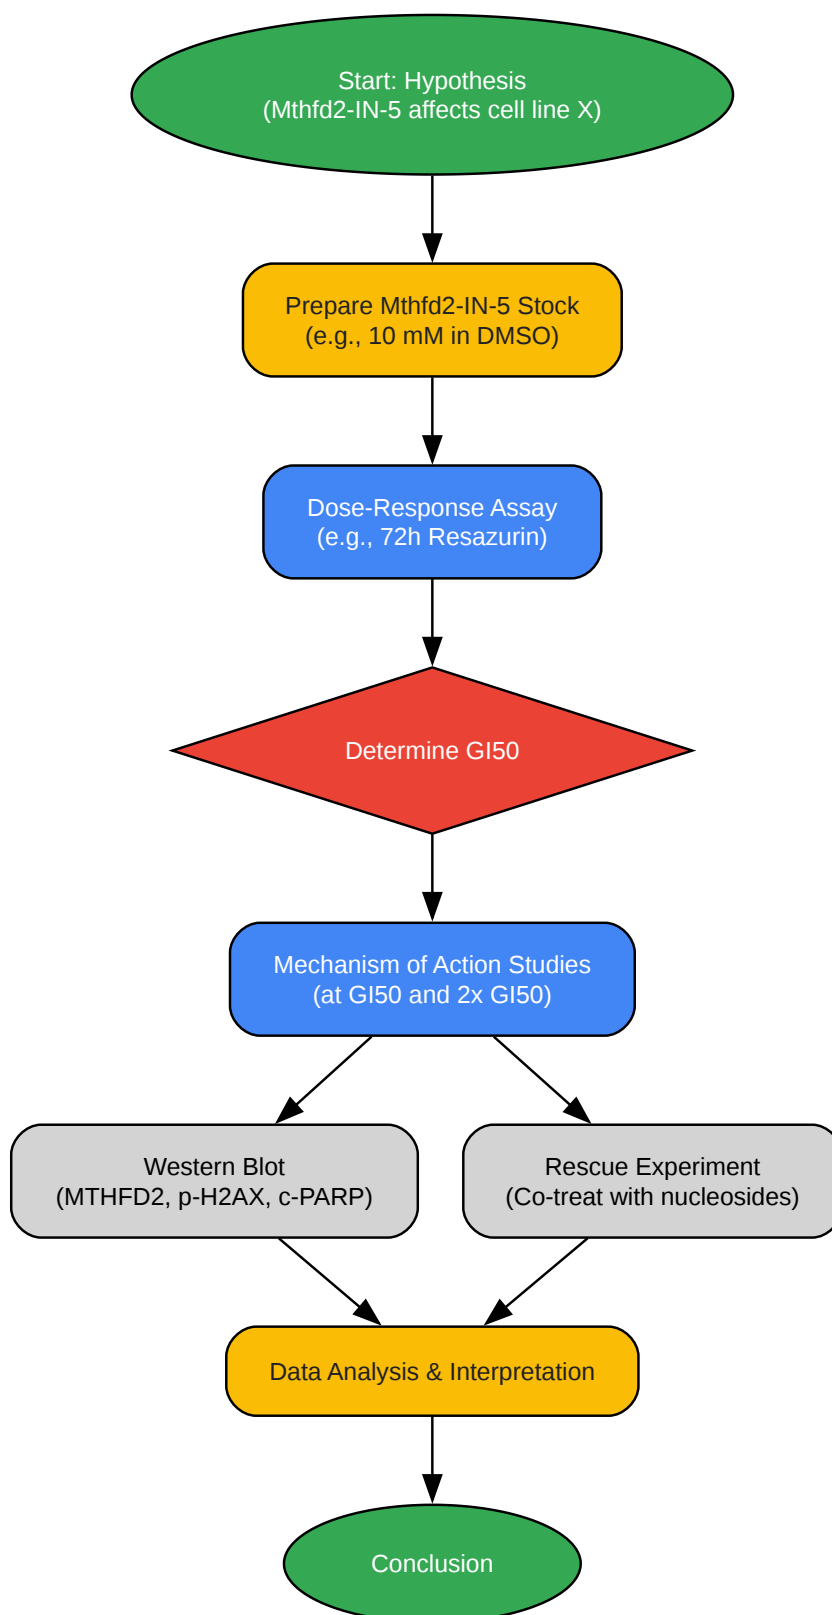 Start: Hypothesis
(Mthfd2-IN-5 affects cell line X)
Prepare Mthfd2-IN-5 Stock
(e.g., 10 mM in DMSO)
Dose-Response Assay
(e.g., 72h Resazurin)
Determine GI50
Mechanism of Action Studies
(at GI50 and 2x GI50)
Western Blot
(MTHFD2, p-H2AX, c-PARP)
Rescue Experiment
(Co-treat with nucleosides)
Data Analysis & Interpretation
Conclusion